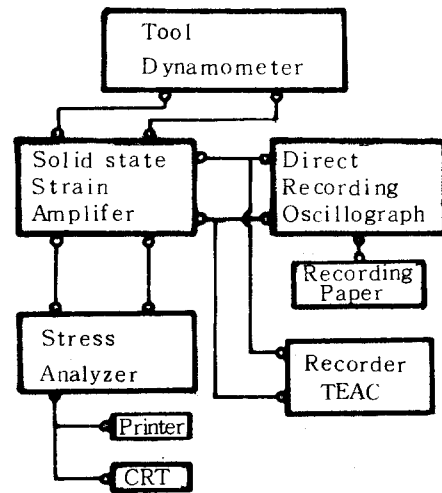 Tool
Dynamometer
Solid state
Strain
Amplifer
Direct
Recording
Oscillograph
Recording
Paper
Stress
Analyzer
Recorder
TEAC
Printer
CRT